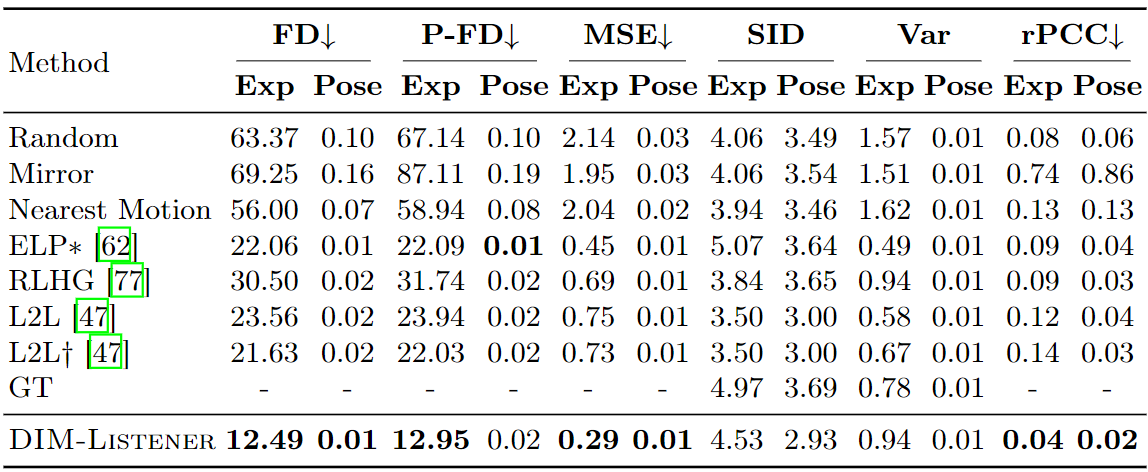 Method FD↓ P-FD↓ MSE↓ SID Var rPCC↓
Exp Pose Exp Pose Exp Pose Exp Pose Exp Pose Exp Pose
Random 63.37 0.10 67.14 0.10 2.14 0.03 4.06 3.49 1.57 0.01 0.08 0.06
Mirror 69.25 0.16 87.11 0.19 1.95 0.03 4.06 3.54 1.51 0.01 0.74 0.86
Nearest Motion 56.00 0.07 58.94 0.08 2.04 0.02 3.94 3.46 1.62 0.01 0.13 0.13
ELP∗ [62] 22.06 0.01 22.09 0.01 0.45 0.01 5.07 3.64 0.49 0.01 0.09 0.04
RLHG [77] 30.50 0.02 31.74 0.02 0.69 0.01 3.84 3.65 0.94 0.01 0.09 0.03
L2L [47] 23.56 0.02 23.94 0.02 0.75 0.01 3.50 3.00 0.58 0.01 0.12 0.04
L2L† [47] 21.63 0.02 22.03 0.02 0.73 0.01 3.50 3.00 0.67 0.01 0.14 0.03
GT - - - - - - 4.97 3.69 0.78 0.01 - -
DIM-Listener 12.49 0.01 12.95 0.02 0.29 0.01 4.53 2.93 0.94 0.01 0.04 0.02